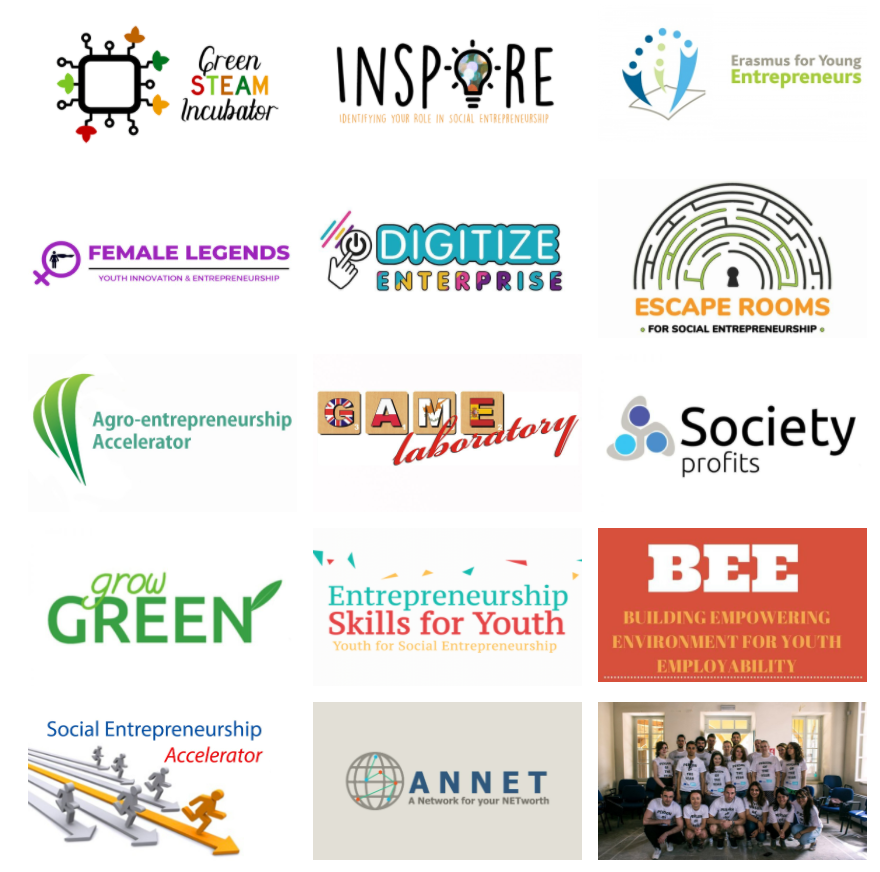 Green
STEAM
Incubator
INSPORE
IDENTIFYING YOUR ROLE IN SOCIAL ENTREPRENEURSHIP
Erasmus for Young
Entrepreneurs
FEMALE LEGENDS
YOUTH INNOVATION & ENTREPRENEURSHIP
DIGITIZE
ENTERPRISE
ESCAPE ROOMS
• FOR SOCIAL ENTREPRENEURSHIP •
Agro-entrepreneurship
Accelerator
GAME
laboratory
Society
profits
grow
GREEN
Entrepreneurship
Skills for Youth
Youth for Social Entrepreneurship
BEE
BUILDING EMPOWERING
ENVIRONMENT FOR YOUTH
EMPLOYABILITY
Social Entrepreneurship
Accelerator
ANNET
A Network for your NETworth